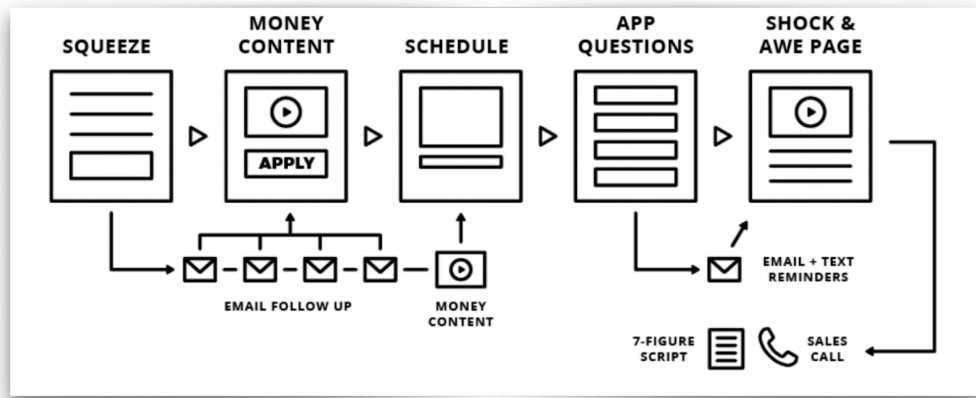 SQUEEZE
MONEY
CONTENT
SCHEDULE
APP
QUESTIONS
SHOCK &
AWE PAGE
APPLY
EMAIL FOLLOW UP
MONEY
CONTENT
EMAIL + TEXT
REMINDERS
7-FIGURE
SCRIPT
SALES
CALL